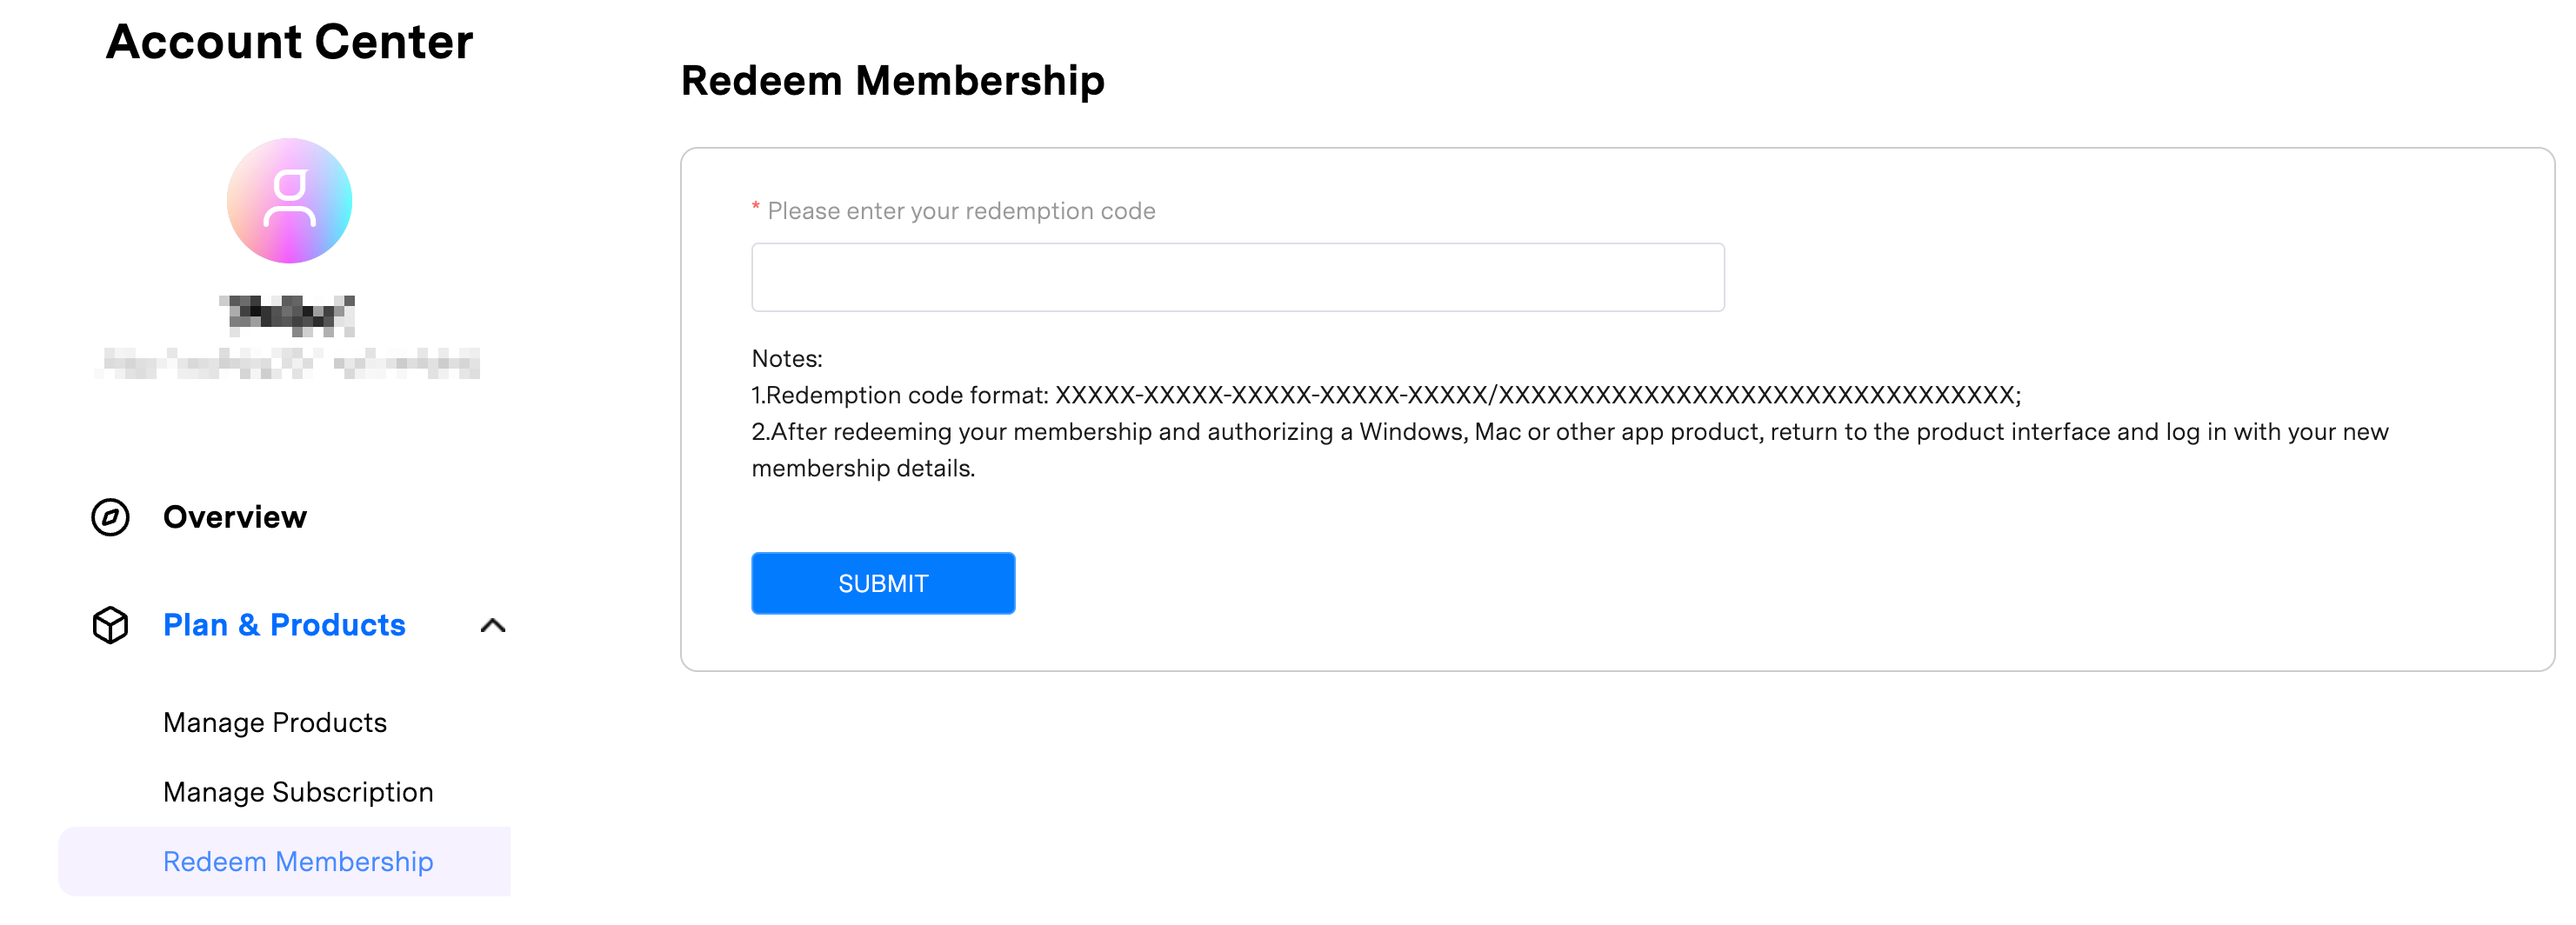 Account Center
Overview
Plan & Products
Manage Products
Manage Subscription
Redeem Membership
Redeem Membership
* Please enter your redemption code
Notes:
1.Redemption code format: XXXXX-XXXXX-XXXXX-XXXXX-XXXXX/XXXXXXXXXXXXXXXXXXXXXXXXXXXXXXXX;
2.After redeeming your membership and authorizing a Windows, Mac or other app product, return to the product interface and log in with your new
membership details.
SUBMIT